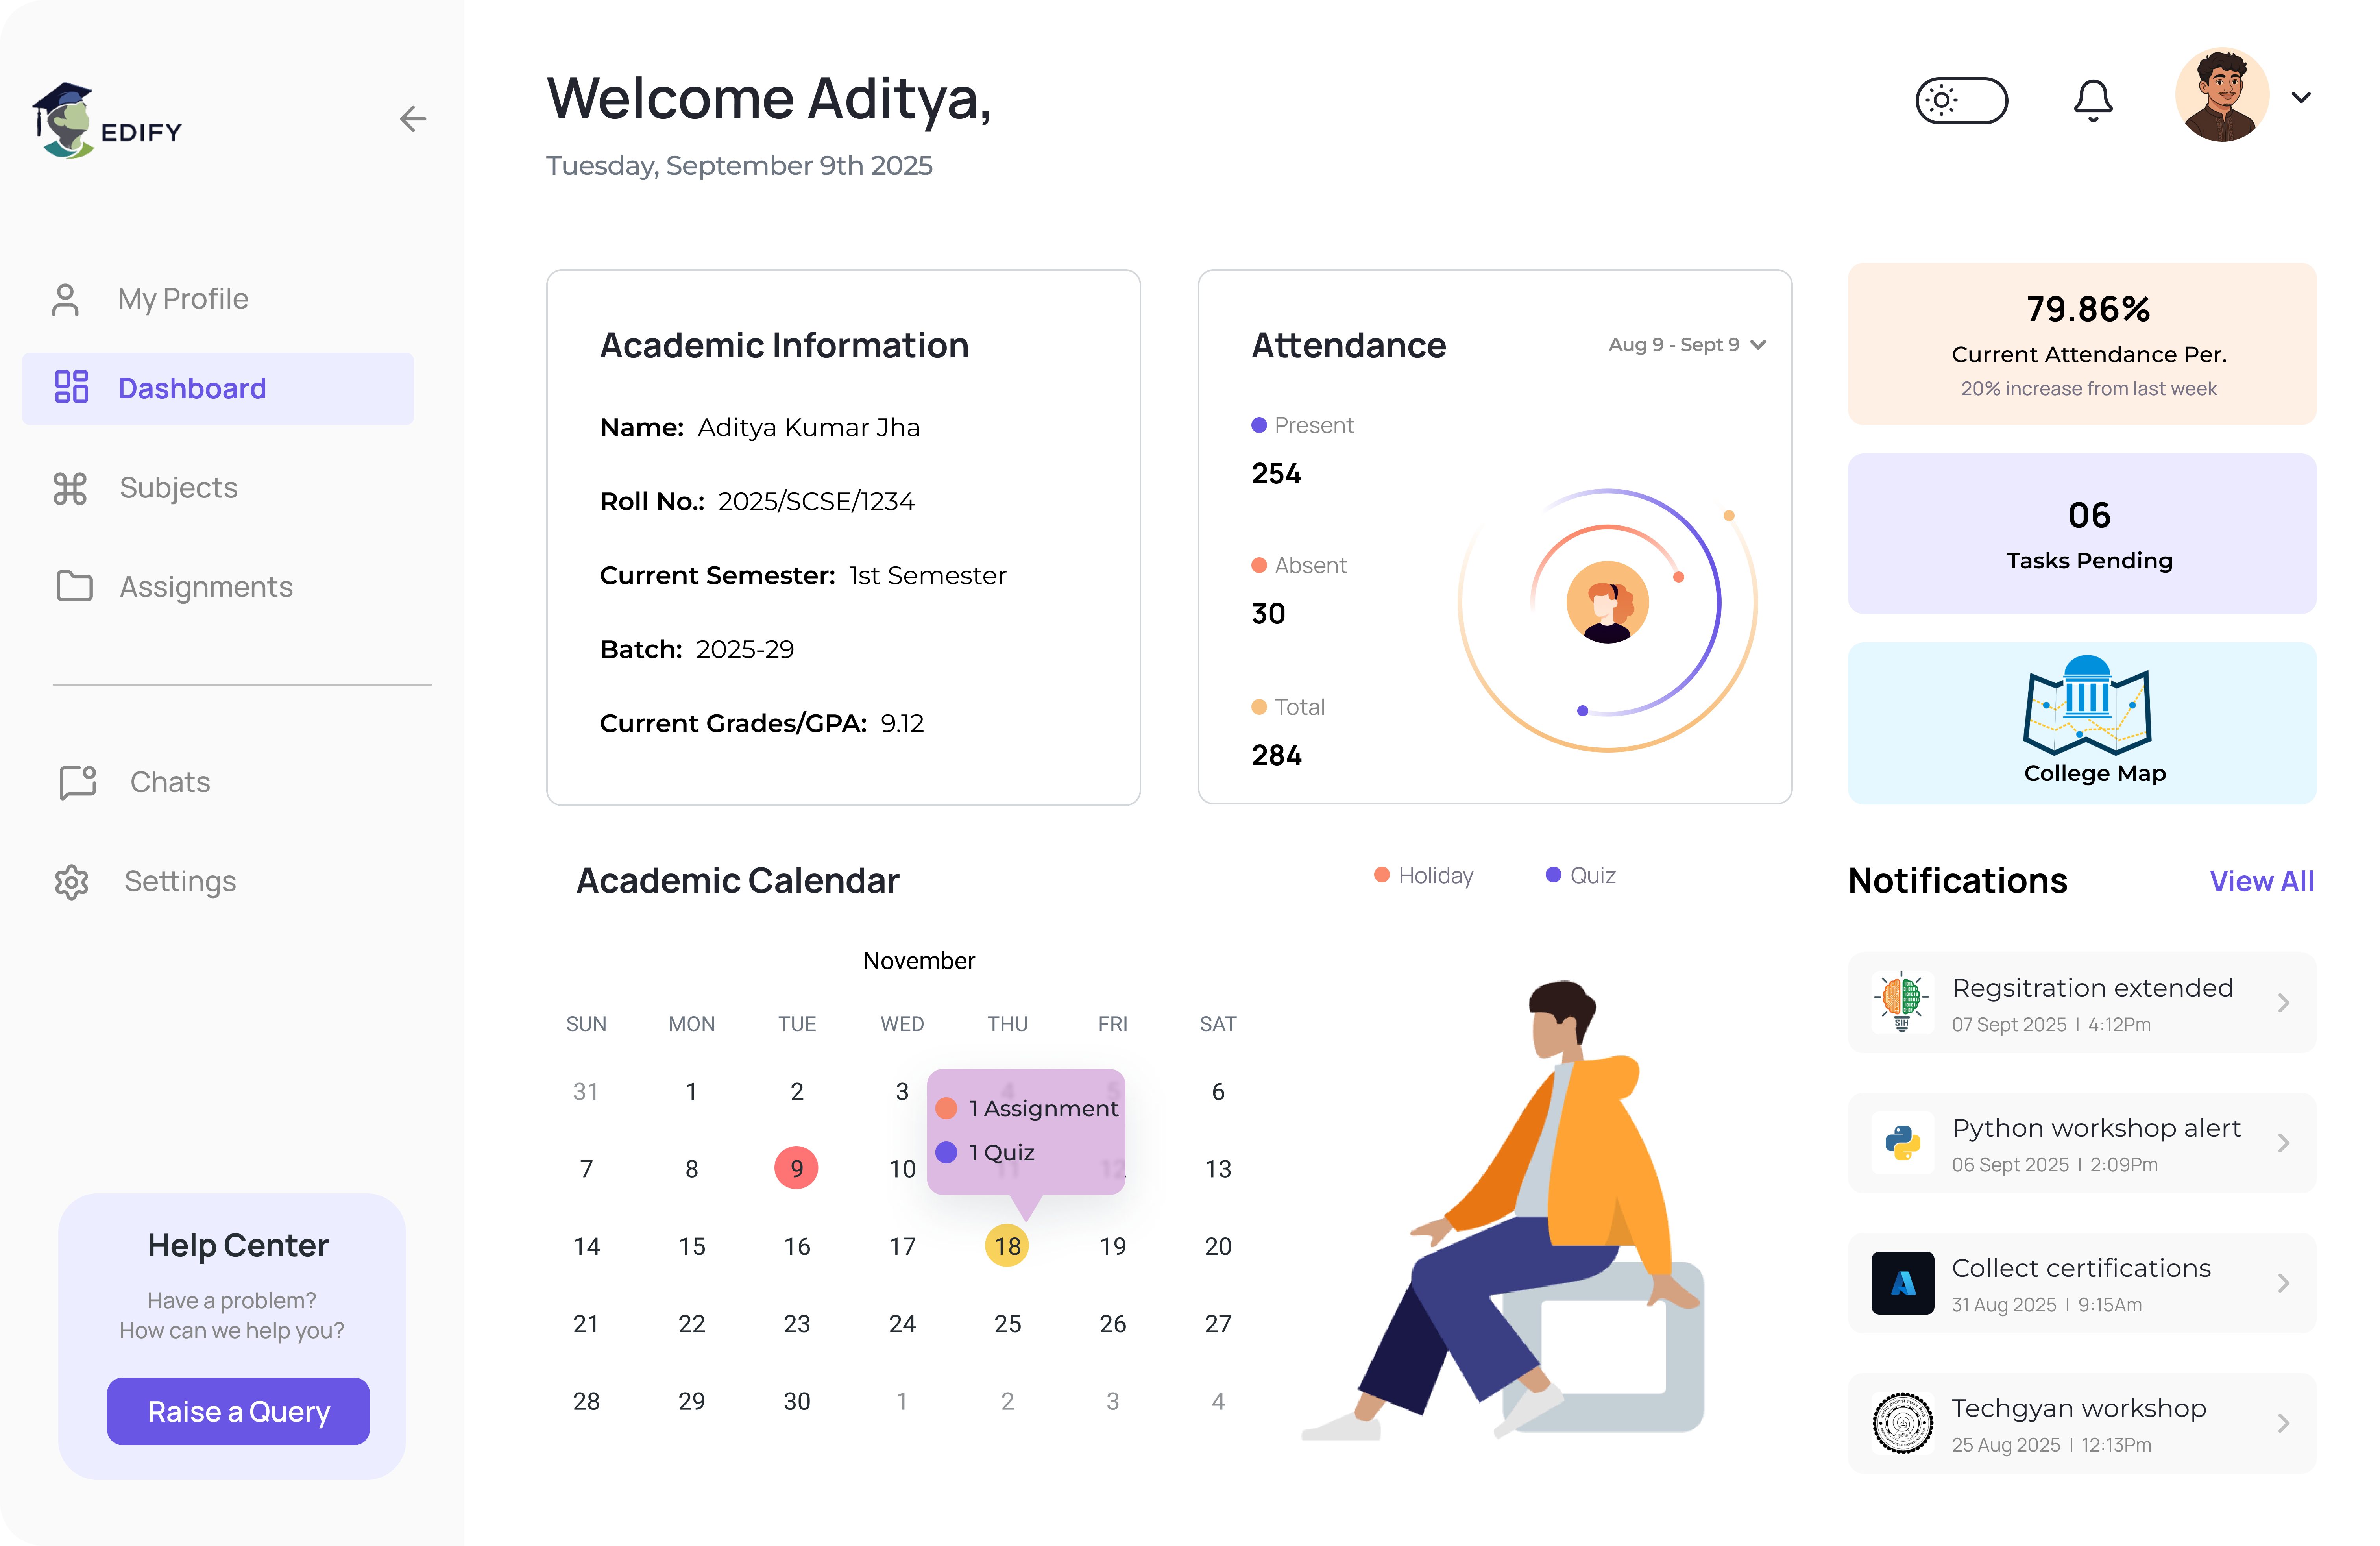 EDIFY
My Profile
Dashboard
Subjects
Assignments
Chats
Settings
Help Center
Have a problem?
How can we help you?
Raise a Query
Welcome Aditya,
Tuesday, September 9th 2025
Academic Information
Name: Aditya Kumar Jha
Roll No.: 2025/SCSE/1234
Current Semester: 1st Semester
Batch: 2025-29
Current Grades/GPA: 9.12
Attendance
Aug 9 - Sept 9
Present
254
Absent
30
Total
284
79.86%
Current Attendance Per.
20% increase from last week
06
Tasks Pending
College Map
Academic Calendar
Holiday
Quiz
November
SUN MON TUE WED THU FRI SAT
31 1 2 3 4 5 6
1 Assignment
1 Quiz
7 8 9 10 11 12 13
14 15 16 17 18 19 20
21 22 23 24 25 26 27
28 29 30 1 2 3 4
Notifications
View All
SIH
Regsitration extended
07 Sept 2025 | 4:12Pm
Python workshop alert
06 Sept 2025 | 2:09Pm
Collect certifications
31 Aug 2025 | 9:15Am
Techgyan workshop
25 Aug 2025 | 12:13Pm